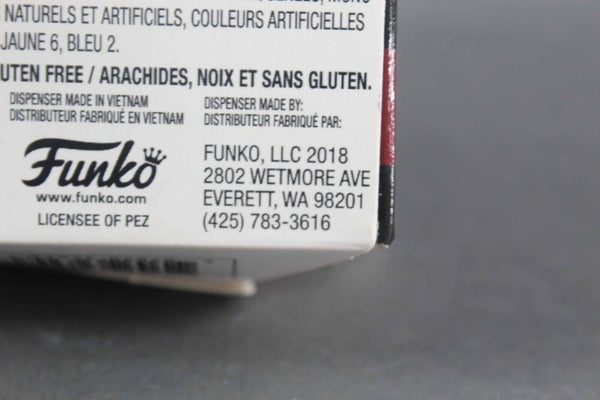 NATURELS ET ARTIFICIELS, COULEURS ARTIFICIELLES
JAUNE 6, BLEU 2.
UTEN FREE / ARACHIDES, NOIX ET SANS GLUTEN.
DISPENSER MADE IN VIETNAM
DISTRIBUTEUR FABRIQUÉ EN VIETNAM
DISPENSER MADE BY:
DISTRIBUTEUR FABRIQUÉ PAR:
Funko
www.funko.com
LICENSEE OF PEZ
FUNKO, LLC 2018
2802 WETMORE AVE
EVERETT, WA 98201
(425) 783-3616